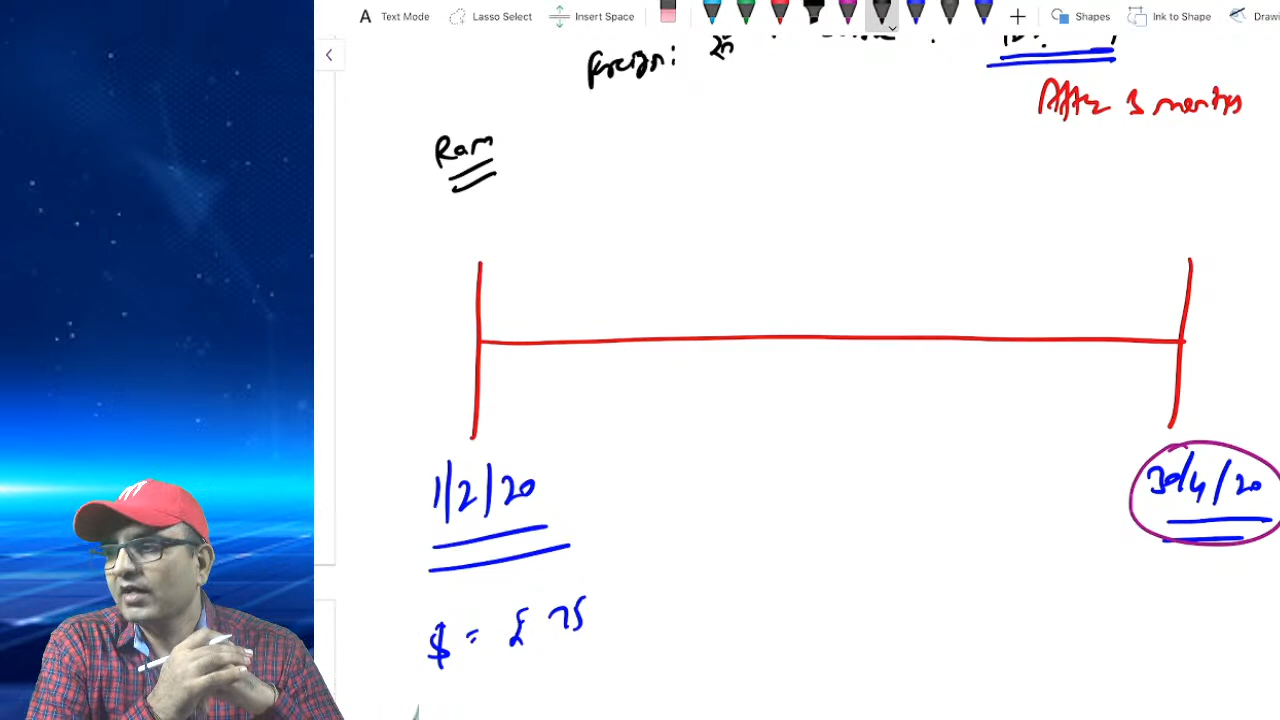 Text Mode Lasso Select Insert Space Shapes Ink to Shape
Foreign:
After 3 months
Ram
1/2/20
30/4/20
$ = £ 75